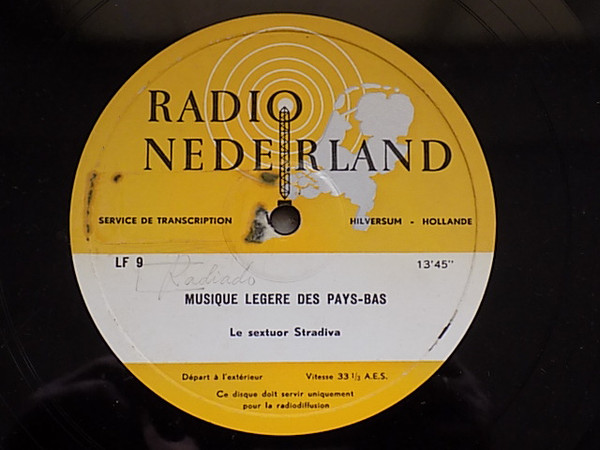 RADIO
NEDERLAND
SERVICE DE TRANSCRIPTION HILVERSUM - HOLLANDE
LF 9 13'45"
Radiado
MUSIQUE LEGERE DES PAYS-BAS
Le sextuor Stradiva
Départ à l'extérieur Vitesse 33 1/3 A.E.S.
Ce disque doit servir uniquement
pour la radiodiffusion